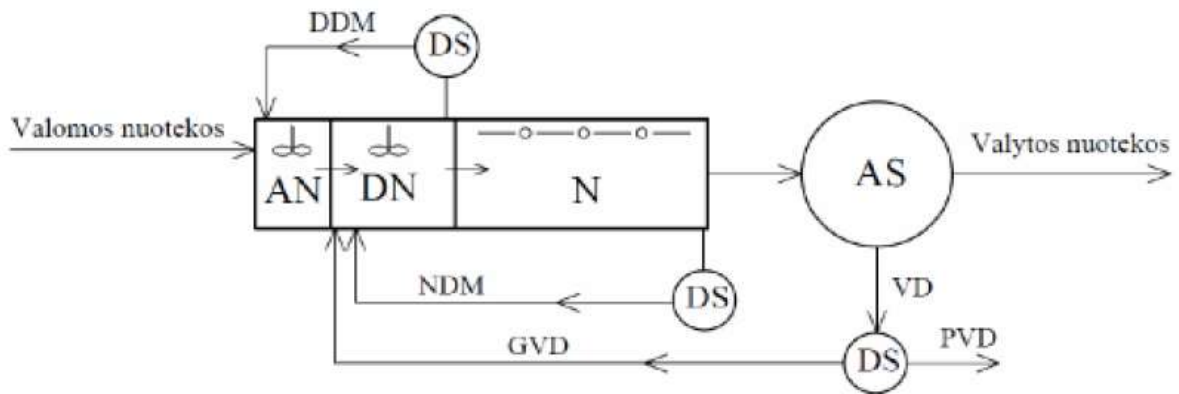 DDM
DS
Valomos nuotekos
AN
DN
N
AS
Valytos nuotekos
NDM
DS
VD
GVD
DS
PVD